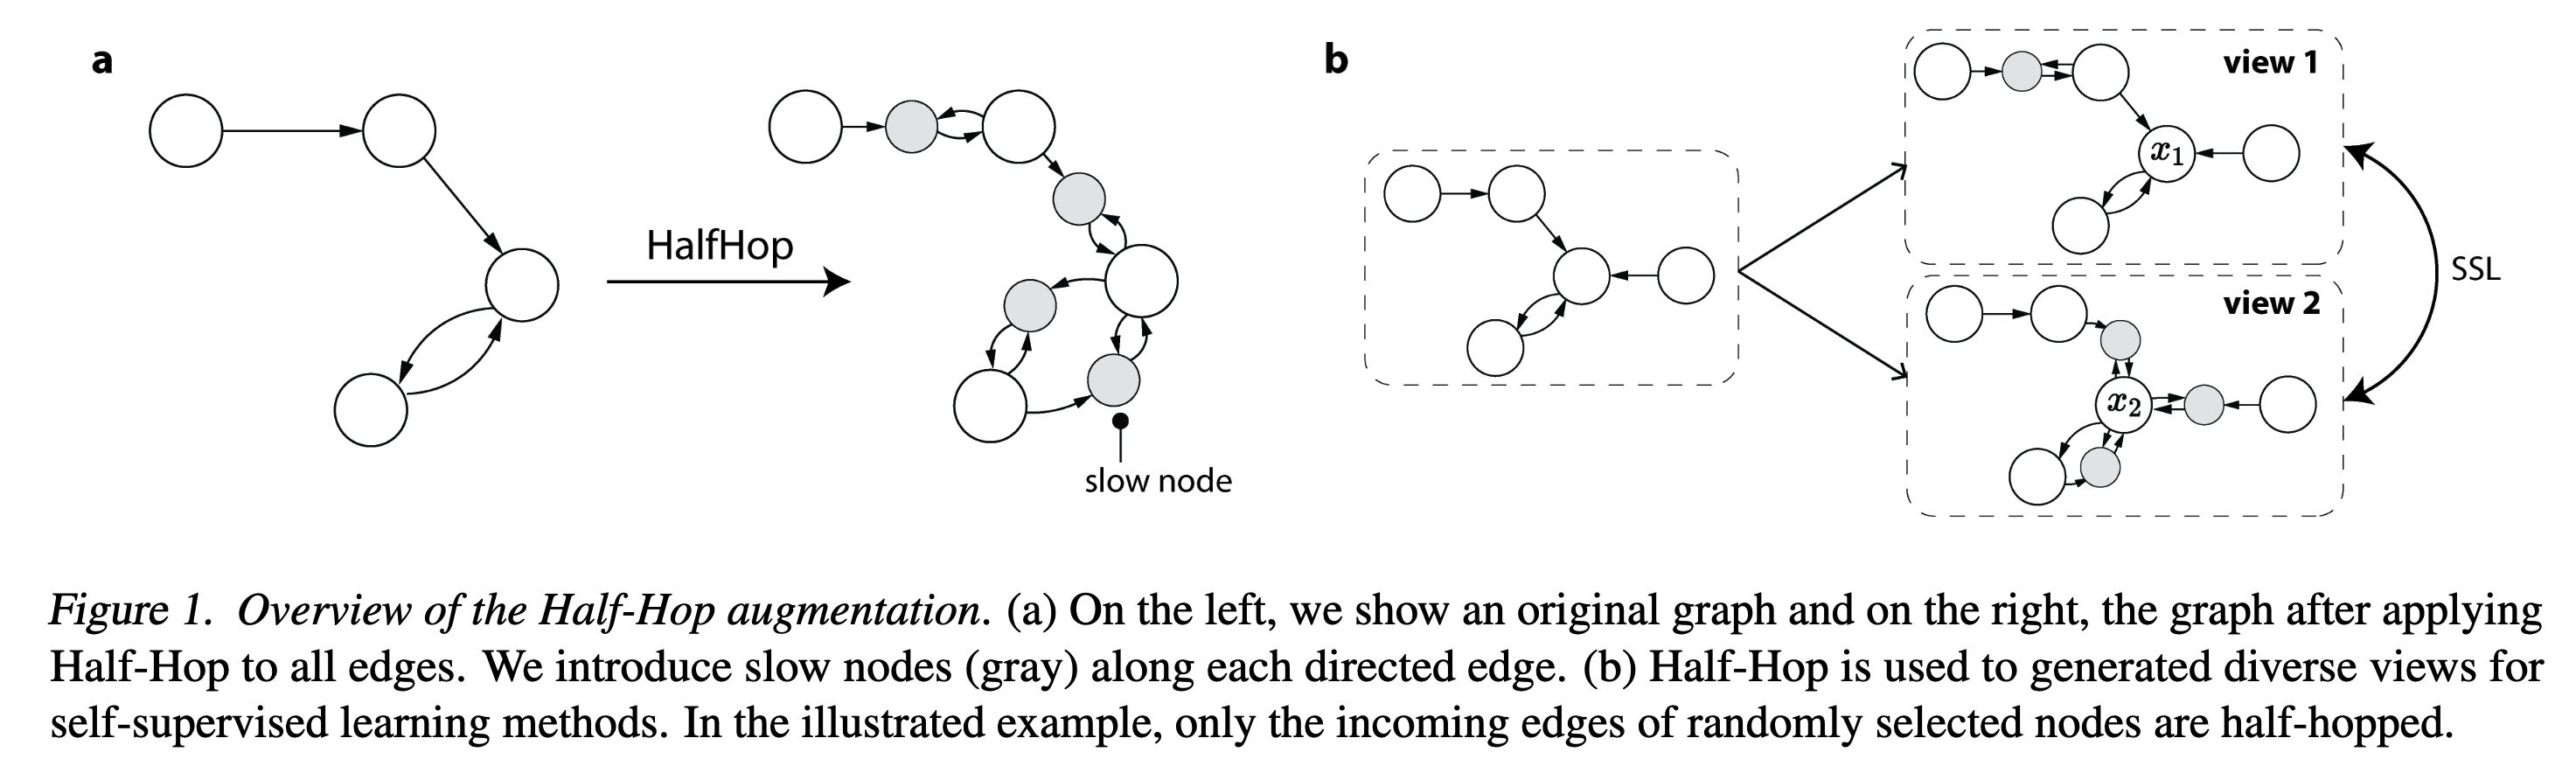 a
HalfHop
slow node
b
view 1
x₁
view 2
x₂
SSL
Figure 1. Overview of the Half-Hop augmentation. (a) On the left, we show an original graph and on the right, the graph after applying
Half-Hop to all edges. We introduce slow nodes (gray) along each directed edge. (b) Half-Hop is used to generated diverse views for
self-supervised learning methods. In the illustrated example, only the incoming edges of randomly selected nodes are half-hopped.